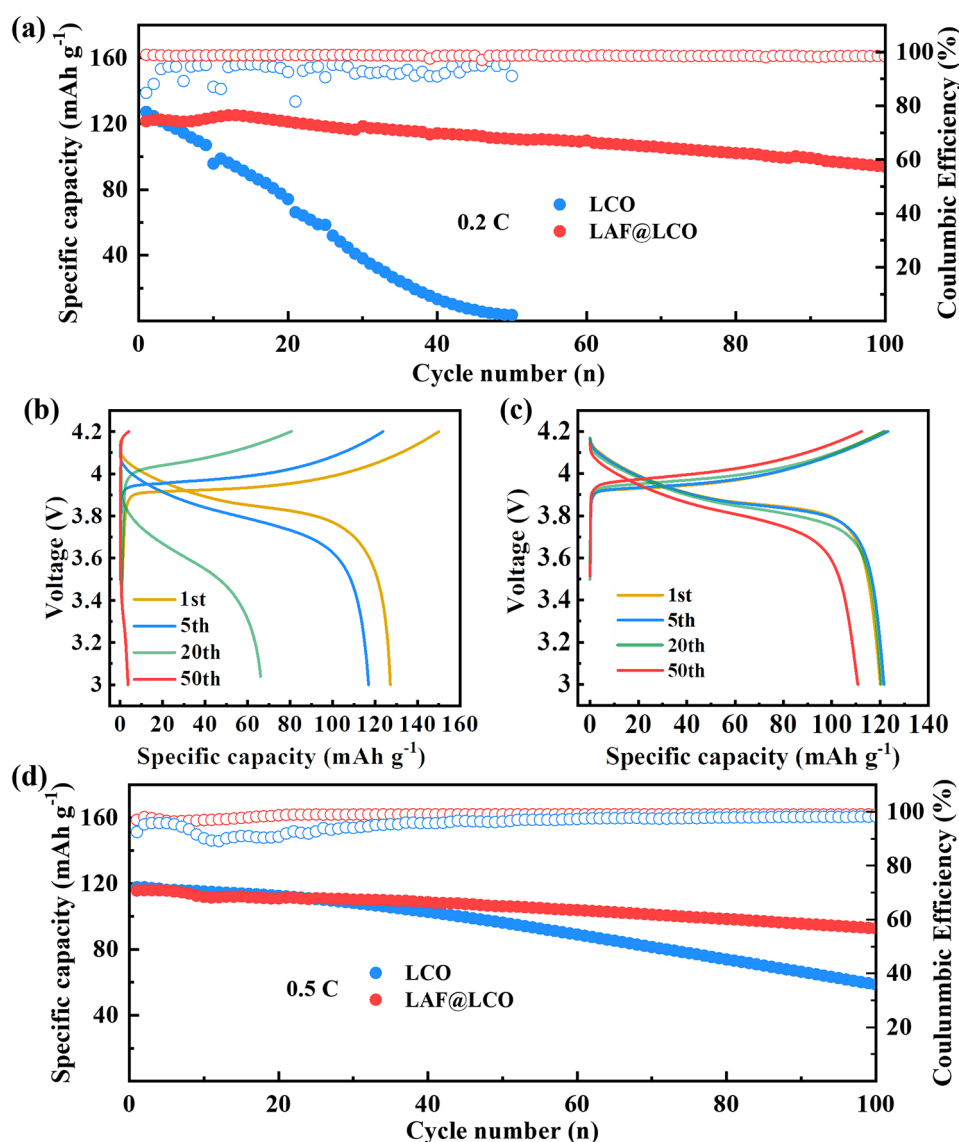 (a)
Specific capacity (mAh g⁻¹)
160
120
80
40
100
80
60
40
20
Coulumbic Efficiency (%)
0.2 C
LCO
LAF@LCO
0 20 40 60 80 100
Cycle number (n)
(b)
Voltage (V)
4.2
4
3.8
3.6
3.4
3.2
3
1st
5th
20th
50th
0 20 40 60 80 100 120 140 160
Specific capacity (mAh g⁻¹)
(c)
Voltage (V)
4.2
4
3.8
3.6
3.4
3.2
3
1st
5th
20th
50th
0 20 40 60 80 100 120 140
Specific capacity (mAh g⁻¹)
(d)
Specific capacity (mAh g⁻¹)
160
120
80
40
100
80
60
40
20
Coulunmbic Efficiency (%)
0.5 C
LCO
LAF@LCO
0 20 40 60 80 100
Cycle number (n)